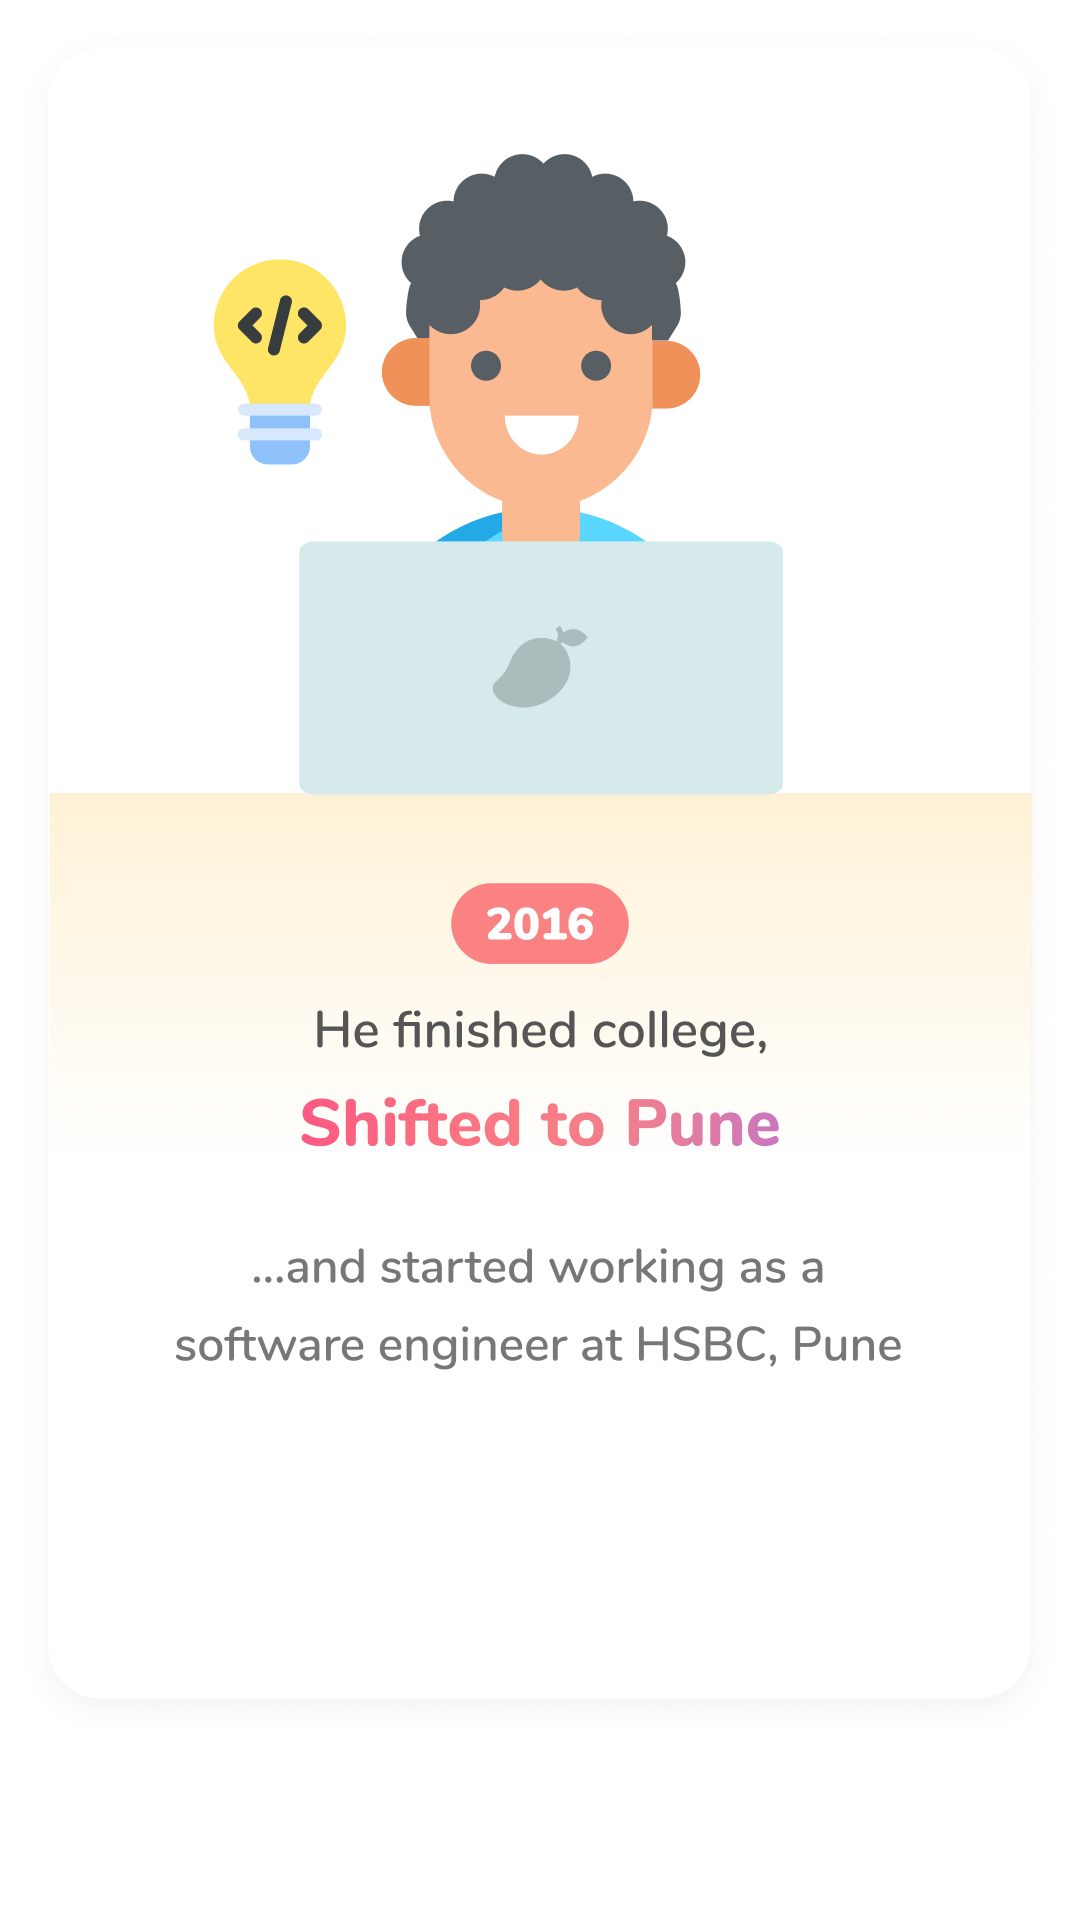 </>
2016
He finished college,
Shifted to Pune
...and started working as a
software engineer at HSBC, Pune